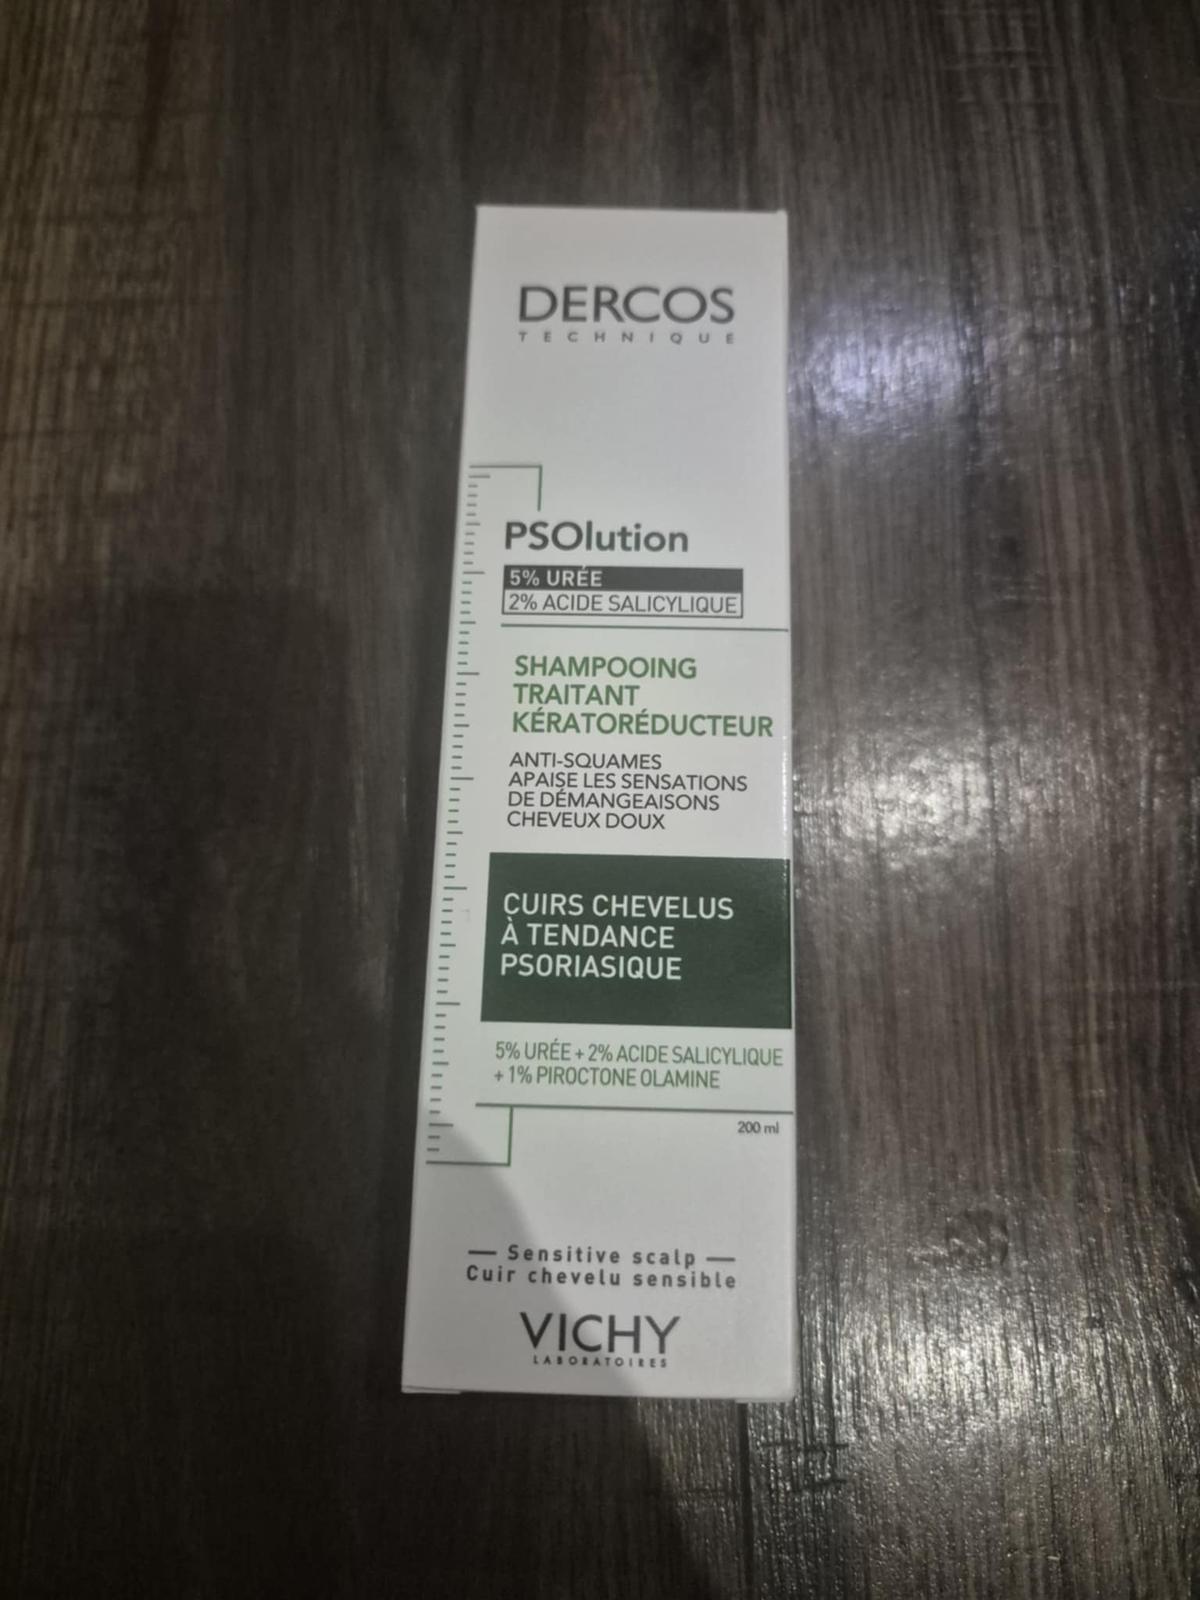 DERCOS
TECHNIQUE
PSOlution
5% URÉE
2% ACIDE SALICYLIQUE
SHAMPOOING
TRAITANT
KÉRATORÉDUCTEUR
ANTI-SQUAMES
APAISE LES SENSATIONS
DE DÉMANGEAISONS
CHEVEUX DOUX
CUIRS CHEVELUS
À TENDANCE
PSORIASIQUE
5% URÉE + 2% ACIDE SALICYLIQUE
+ 1% PIROCTONE OLAMINE
200 ml
— Sensitive scalp —
Cuir chevelu sensible
VICHY
LABORATOIRES